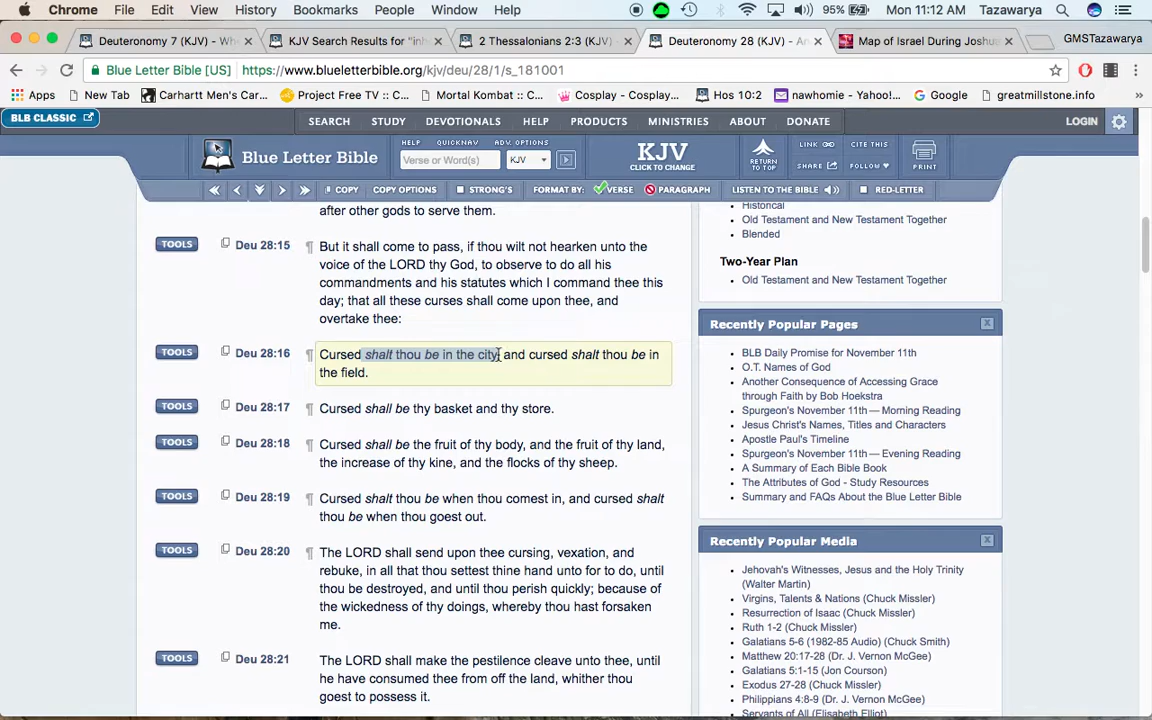 Chrome File Edit View History Bookmarks People Window Help 95% Mon 11:12 AM Tazawarya
Deuteronomy 7 (KJV) - Whe
KJV Search Results for "inh
2 Thessalonians 2:3 (KJV) -
Deuteronomy 28 (KJV) - An
Map of Israel During Joshu
GMSTazawarya
Blue Letter Bible [US] https://www.blueletterbible.org/kjv/deu/28/1/s_181001
Apps New Tab Carhartt Men's Car... Project Free TV :: C... Mortal Kombat :: C... Cosplay - Cosplay... Hos 10:2 nawhomie - Yahoo!... Google greatmillstone.info »
BLB CLASSIC
SEARCH STUDY DEVOTIONALS HELP PRODUCTS MINISTRIES ABOUT DONATE LOGIN
Blue Letter Bible
HELP QUICKNAV ADV. OPTIONS
Verse or Word(s) KJV
KJV
CLICK TO CHANGE
RETURN
TO TOP
LINK CITE THIS
SHARE FOLLOW
PRINT
COPY COPY OPTIONS STRONG'S FORMAT BY: VERSE PARAGRAPH LISTEN TO THE BIBLE RED-LETTER
after other gods to serve them.
TOOLS Deu 28:15 ¶ But it shall come to pass, if thou wilt not hearken unto the
voice of the LORD thy God, to observe to do all his
commandments and his statutes which I command thee this
day; that all these curses shall come upon thee, and
overtake thee:
TOOLS Deu 28:16 ¶ Cursed shalt thou be in the city, and cursed shalt thou be in
the field.
TOOLS Deu 28:17 ¶ Cursed shall be thy basket and thy store.
TOOLS Deu 28:18 ¶ Cursed shall be the fruit of thy body, and the fruit of thy land,
the increase of thy kine, and the flocks of thy sheep.
TOOLS Deu 28:19 ¶ Cursed shalt thou be when thou comest in, and cursed shalt
thou be when thou goest out.
TOOLS Deu 28:20 ¶ The LORD shall send upon thee cursing, vexation, and
rebuke, in all that thou settest thine hand unto for to do, until
thou be destroyed, and until thou perish quickly; because of
the wickedness of thy doings, whereby thou hast forsaken
me.
TOOLS Deu 28:21 ¶ The LORD shall make the pestilence cleave unto thee, until
he have consumed thee from off the land, whither thou
goest to possess it.
Historical
Old Testament and New Testament Together
Blended
Two-Year Plan
Old Testament and New Testament Together
Recently Popular Pages
BLB Daily Promise for November 11th
O.T. Names of God
Another Consequence of Accessing Grace
through Faith by Bob Hoekstra
Spurgeon's November 11th — Morning Reading
Jesus Christ's Names, Titles and Characters
Apostle Paul's Timeline
Spurgeon's November 11th — Evening Reading
A Summary of Each Bible Book
The Attributes of God - Study Resources
Summary and FAQs About the Blue Letter Bible
Recently Popular Media
Jehovah's Witnesses, Jesus and the Holy Trinity
(Walter Martin)
Virgins, Talents & Nations (Chuck Missler)
Resurrection of Isaac (Chuck Missler)
Ruth 1-2 (Chuck Missler)
Galatians 5-6 (1982-85 Audio) (Chuck Smith)
Matthew 20:17-28 (Dr. J. Vernon McGee)
Galatians 5:1-15 (Jon Courson)
Exodus 27-28 (Chuck Missler)
Philippians 4:8-9 (Dr. J. Vernon McGee)
Servants of All (Elisabeth Elliot)